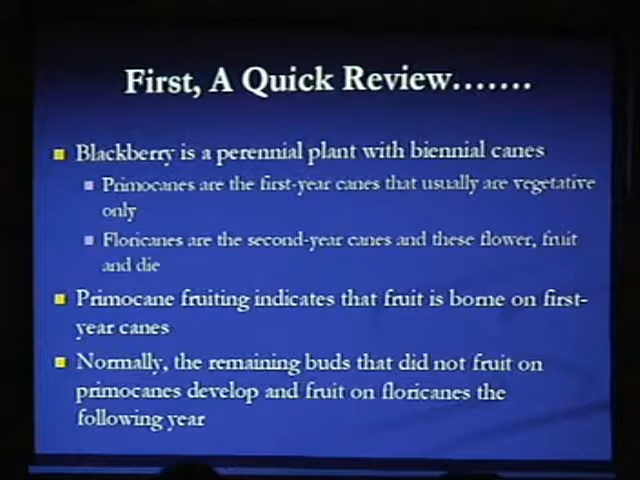 First, A Quick Review.......
Blackberry is a perennial plant with biennial canes
Primocanes are the first-year canes that usually are vegetative
only
Floricanes are the second-year canes and these flower, fruit
and die
Primocane fruiting indicates that fruit is borne on first-
year canes
Normally, the remaining buds that did not fruit on
primocanes develop and fruit on floricanes the
following year